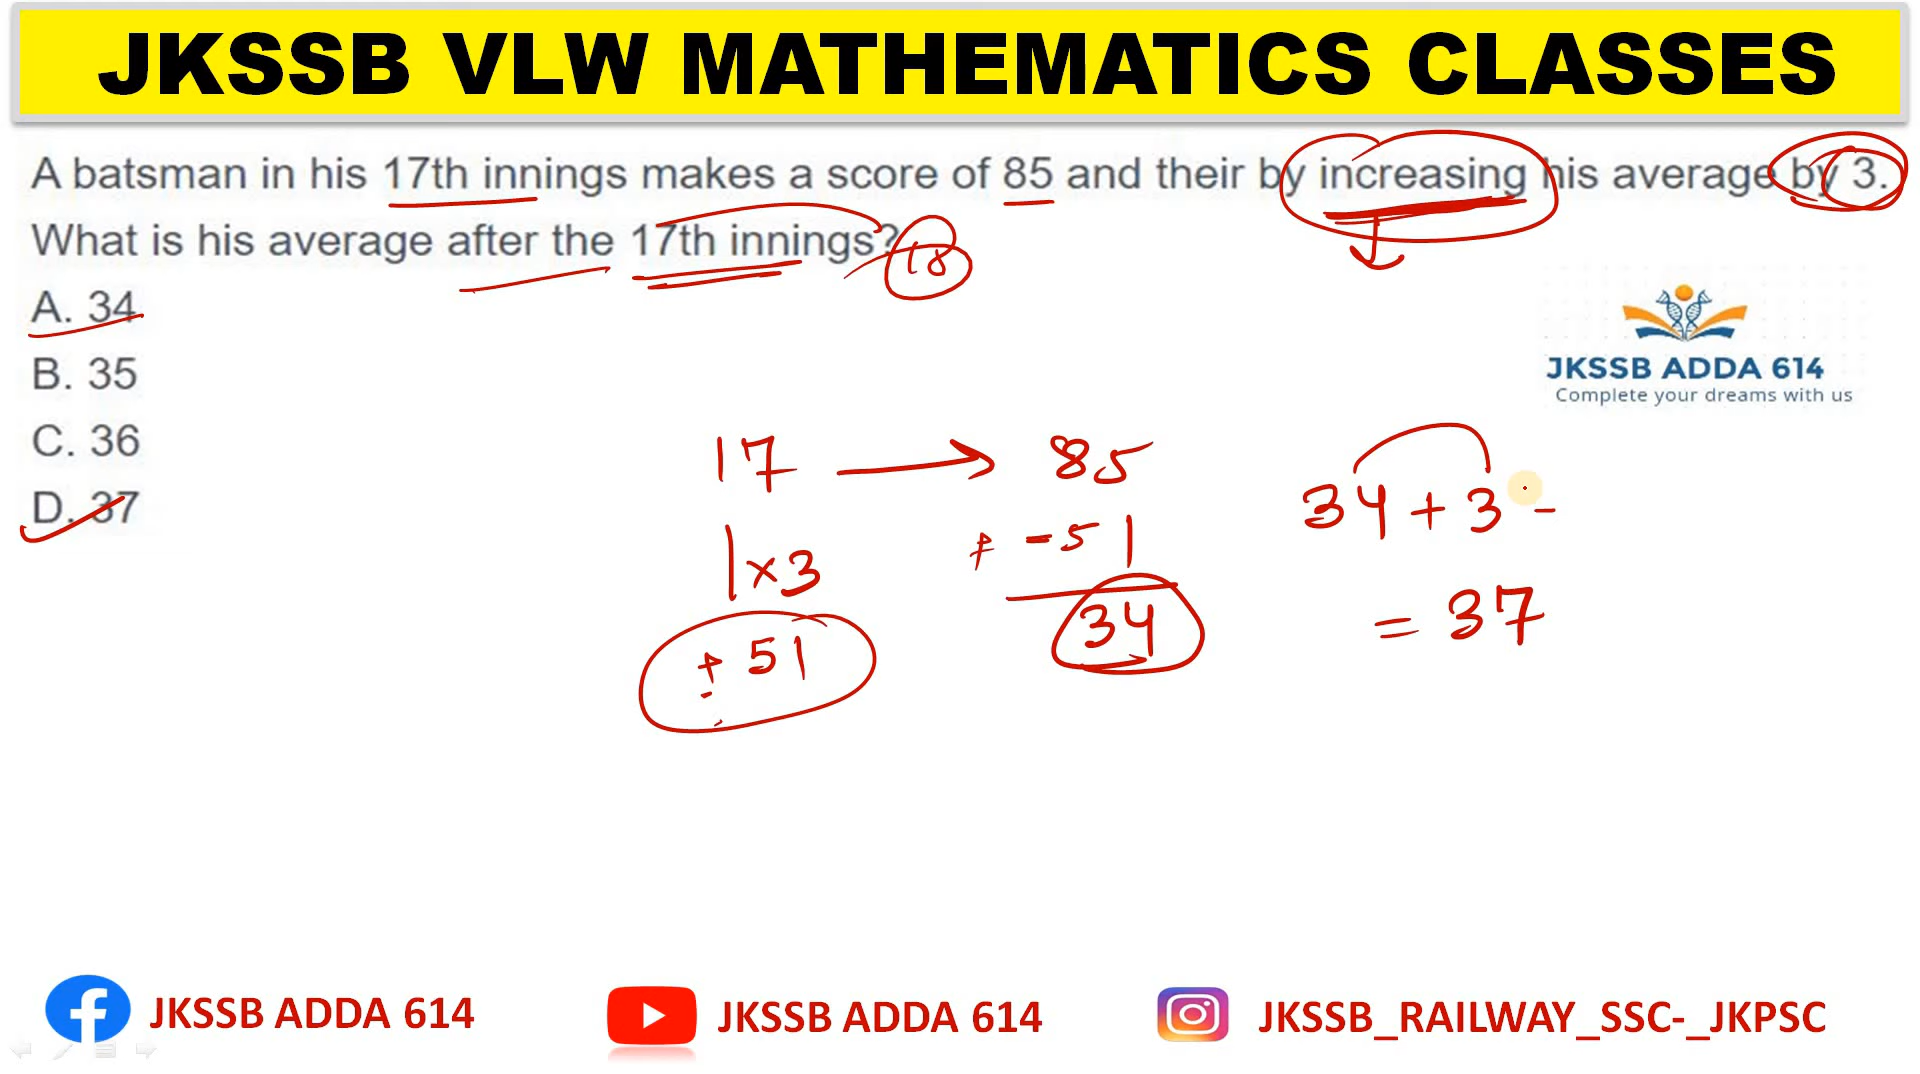 JKSSB VLW MATHEMATICS CLASSES
A batsman in his 17th innings makes a score of 85 and their by increasing his average by 3.
What is his average after the 17th innings?
18
A. 34
B. 35
C. 36
D. 37
JKSSB ADDA 614
Complete your dreams with us
17 → 85
34 + 3 -
1 × 3
+ - 51
+ 51
34
= 37
JKSSB ADDA 614
JKSSB ADDA 614
JKSSB_RAILWAY_SSC-_JKPSC